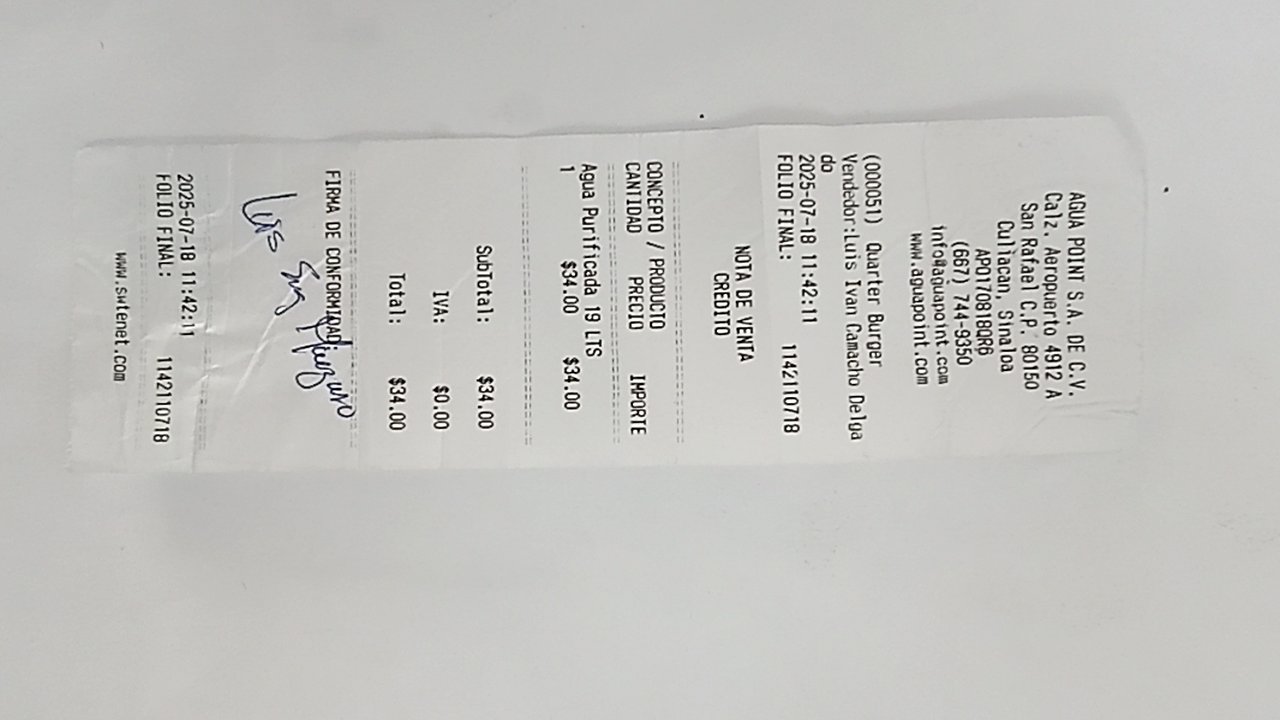 AGUA POINT S.A. DE C.V.
Calz. Aeropuerto 4912 A
San Rafael C.P. 80150
Culiacan, Sinaloa
APO170818QR6
(667) 744-9350
info@aguapoint.com
www.aguapoint.com
(000051) Quarter Burger
Vendedor:Luis Ivan Camacho Delga
do
2025-07-18 11:42:11
FOLIO FINAL: 1142110718
NOTA DE VENTA
CREDITO
CONCEPTO / PRODUCTO
CANTIDAD PRECIO IMPORTE
Agua Purificada 19 LTS
1 $34.00 $34.00
SubTotal: $34.00
IVA: $0.00
Total: $34.00
FIRMA DE CONFORMIDAD
Luis
2025-07-18 11:42:11
FOLIO FINAL: 1142110718
www.swtenet.com